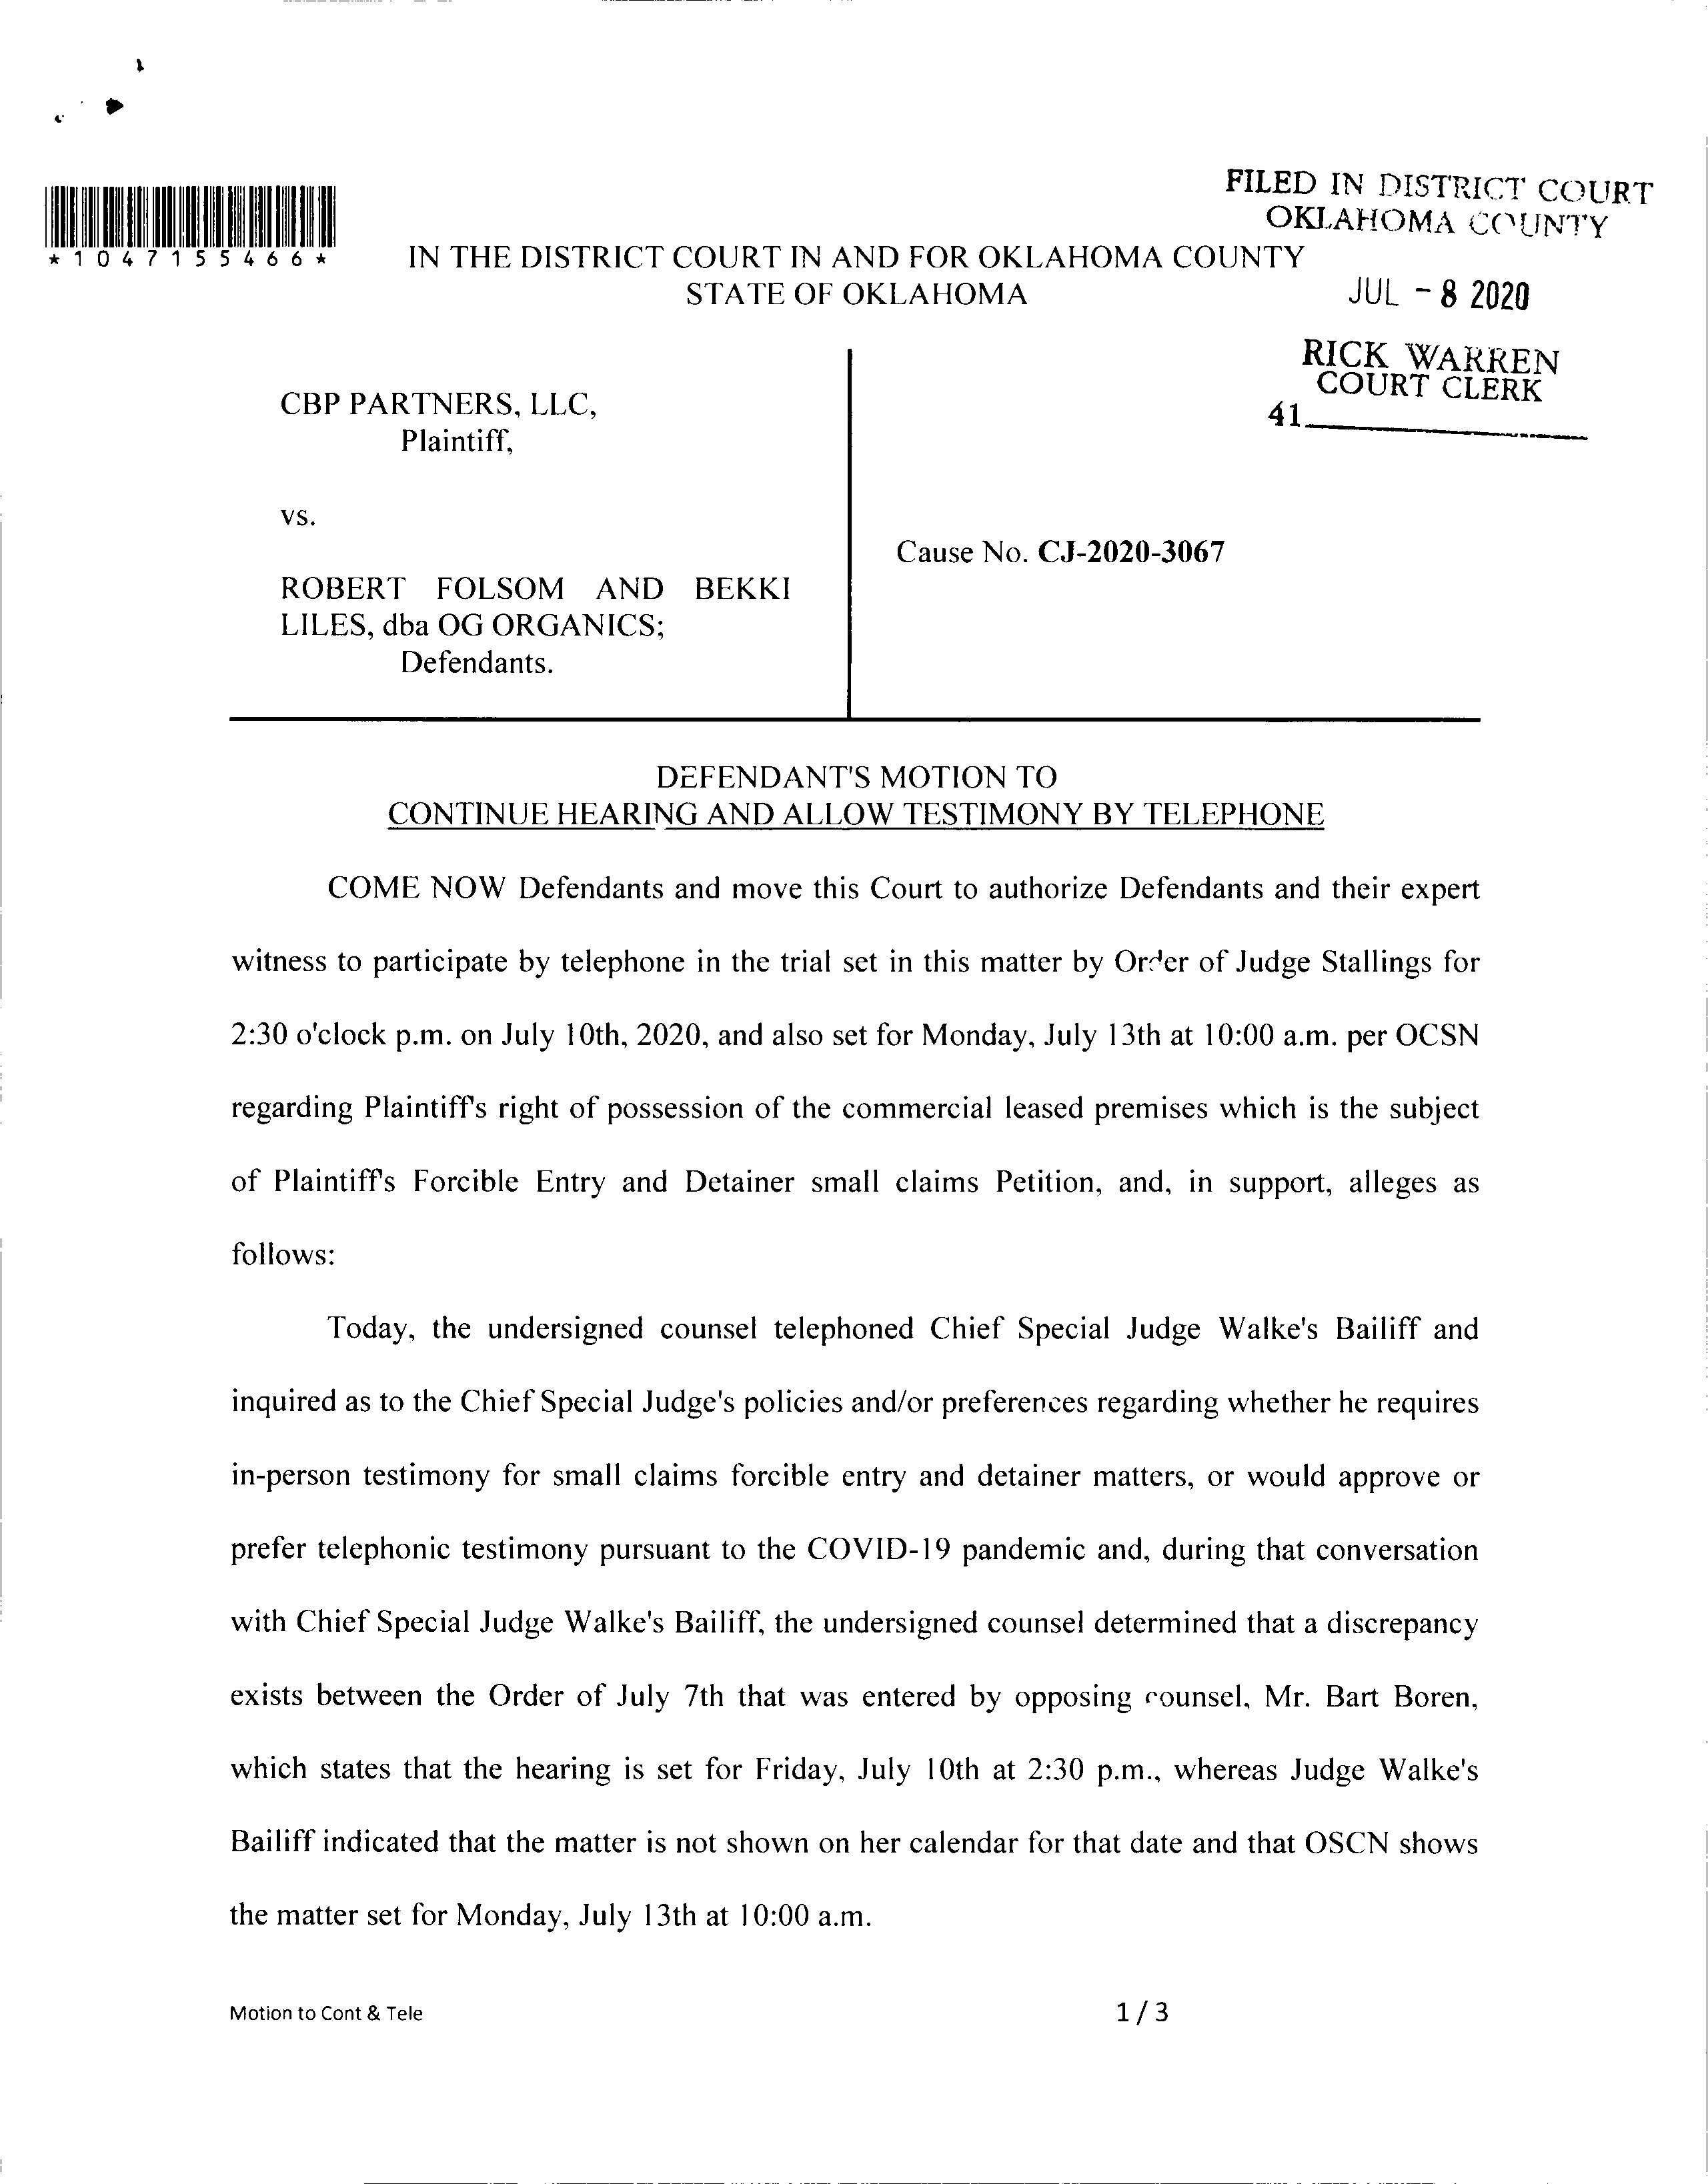 FILED IN DISTRICT COURT
OKLAHOMA COUNTY
*1047155466*
IN THE DISTRICT COURT IN AND FOR OKLAHOMA COUNTY
STATE OF OKLAHOMA
JUL - 8 2020
RICK WARREN
COURT CLERK
41
CBP PARTNERS, LLC,
Plaintiff,
vs.
Cause No. CJ-2020-3067
ROBERT FOLSOM AND BEKKI
LILES, dba OG ORGANICS;
Defendants.
DEFENDANT'S MOTION TO
CONTINUE HEARING AND ALLOW TESTIMONY BY TELEPHONE
COME NOW Defendants and move this Court to authorize Defendants and their expert
witness to participate by telephone in the trial set in this matter by Order of Judge Stallings for
2:30 o'clock p.m. on July 10th, 2020, and also set for Monday, July 13th at 10:00 a.m. per OCSN
regarding Plaintiff's right of possession of the commercial leased premises which is the subject
of Plaintiff's Forcible Entry and Detainer small claims Petition, and, in support, alleges as
follows:
Today, the undersigned counsel telephoned Chief Special Judge Walke's Bailiff and
inquired as to the Chief Special Judge's policies and/or preferences regarding whether he requires
in-person testimony for small claims forcible entry and detainer matters, or would approve or
prefer telephonic testimony pursuant to the COVID-19 pandemic and, during that conversation
with Chief Special Judge Walke's Bailiff, the undersigned counsel determined that a discrepancy
exists between the Order of July 7th that was entered by opposing counsel, Mr. Bart Boren,
which states that the hearing is set for Friday, July 10th at 2:30 p.m., whereas Judge Walke's
Bailiff indicated that the matter is not shown on her calendar for that date and that OSCN shows
the matter set for Monday, July 13th at 10:00 a.m.
Motion to Cont & Tele
1 / 3